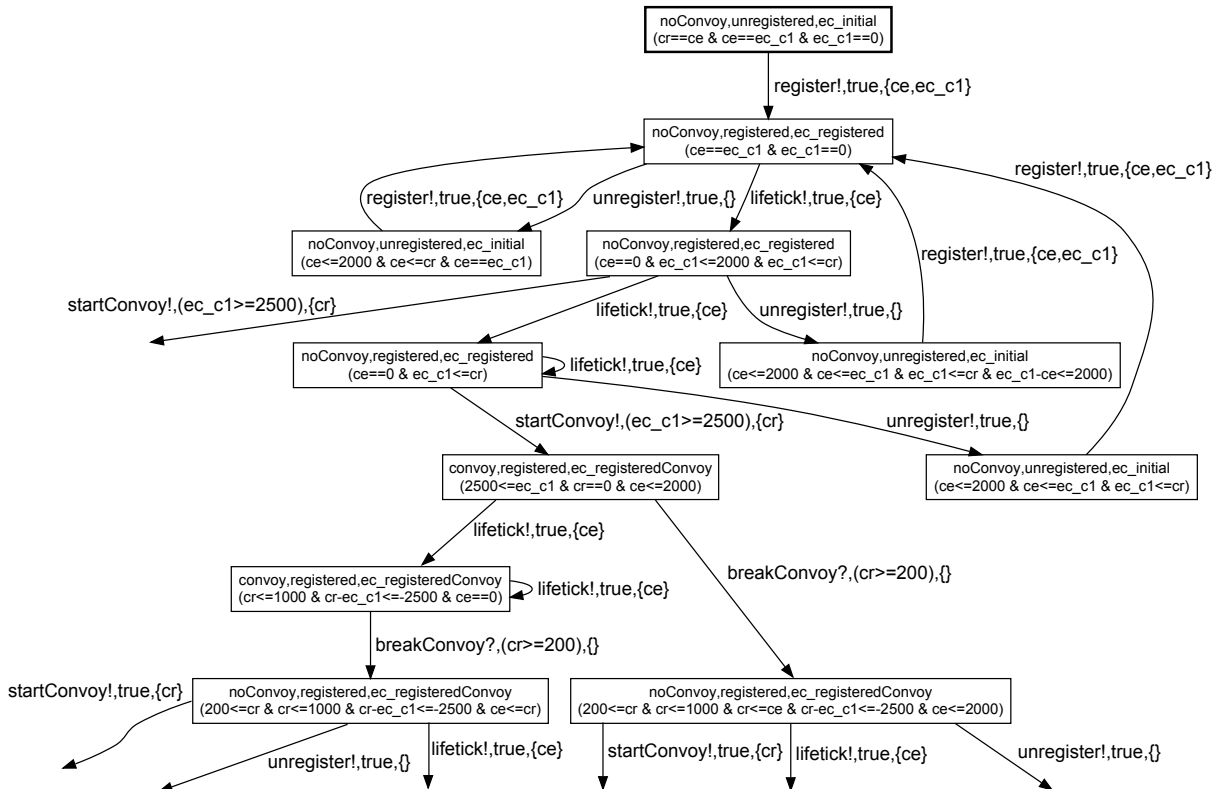 noConvoy,unregistered,ec_initial
(cr==ce & ce==ec_c1 & ec_c1==0)
register!,true,{ce,ec_c1}
noConvoy,registered,ec_registered
(ce==ec_c1 & ec_c1==0)
register!,true,{ce,ec_c1}
unregister!,true,{}
lifetick!,true,{ce}
register!,true,{ce,ec_c1}
noConvoy,unregistered,ec_initial
(ce<=2000 & ce<=cr & ce==ec_c1)
noConvoy,registered,ec_registered
(ce==0 & ec_c1<=2000 & ec_c1<=cr)
register!,true,{ce,ec_c1}
startConvoy!,(ec_c1>=2500),{cr}
lifetick!,true,{ce}
unregister!,true,{}
noConvoy,registered,ec_registered
(ce==0 & ec_c1<=cr)
lifetick!,true,{ce}
noConvoy,unregistered,ec_initial
(ce<=2000 & ce<=ec_c1 & ec_c1<=cr & ec_c1-ce<=2000)
startConvoy!,(ec_c1>=2500),{cr}
unregister!,true,{}
convoy,registered,ec_registeredConvoy
(2500<=ec_c1 & cr==0 & ce<=2000)
noConvoy,unregistered,ec_initial
(ce<=2000 & ce<=ec_c1 & ec_c1<=cr)
lifetick!,true,{ce}
breakConvoy?,(cr>=200),{}
convoy,registered,ec_registeredConvoy
(cr<=1000 & cr-ec_c1<=-2500 & ce==0)
lifetick!,true,{ce}
breakConvoy?,(cr>=200),{}
startConvoy!,true,{cr}
noConvoy,registered,ec_registeredConvoy
(200<=cr & cr<=1000 & cr-ec_c1<=-2500 & ce<=cr)
noConvoy,registered,ec_registeredConvoy
(200<=cr & cr<=1000 & cr<=ce & cr-ec_c1<=-2500 & ce<=2000)
unregister!,true,{}
lifetick!,true,{ce}
startConvoy!,true,{cr}
lifetick!,true,{ce}
unregister!,true,{}